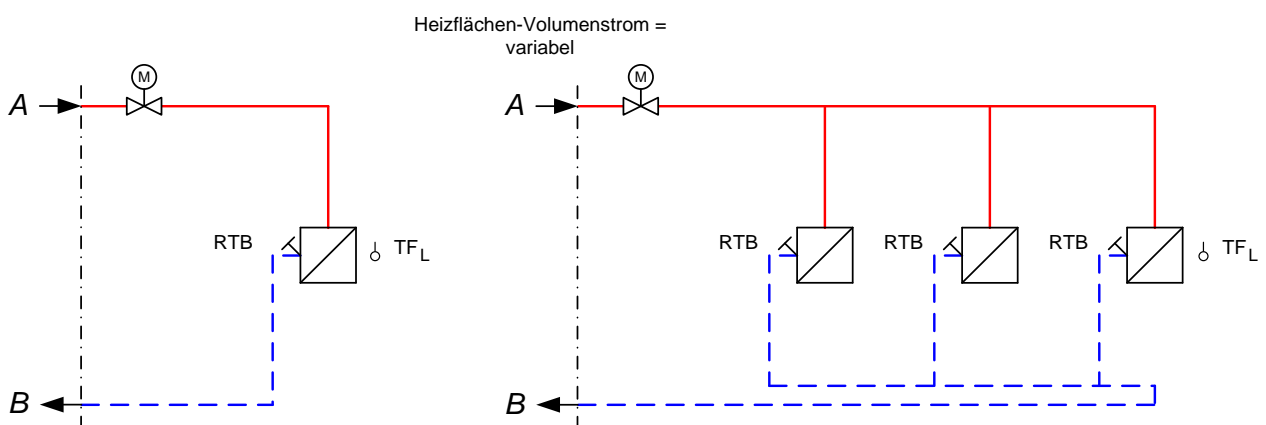 Heizflächen-Volumenstrom =
variabel
M
M
A
A
RTB
TF L
RTB
RTB
RTB
TF L
B
B